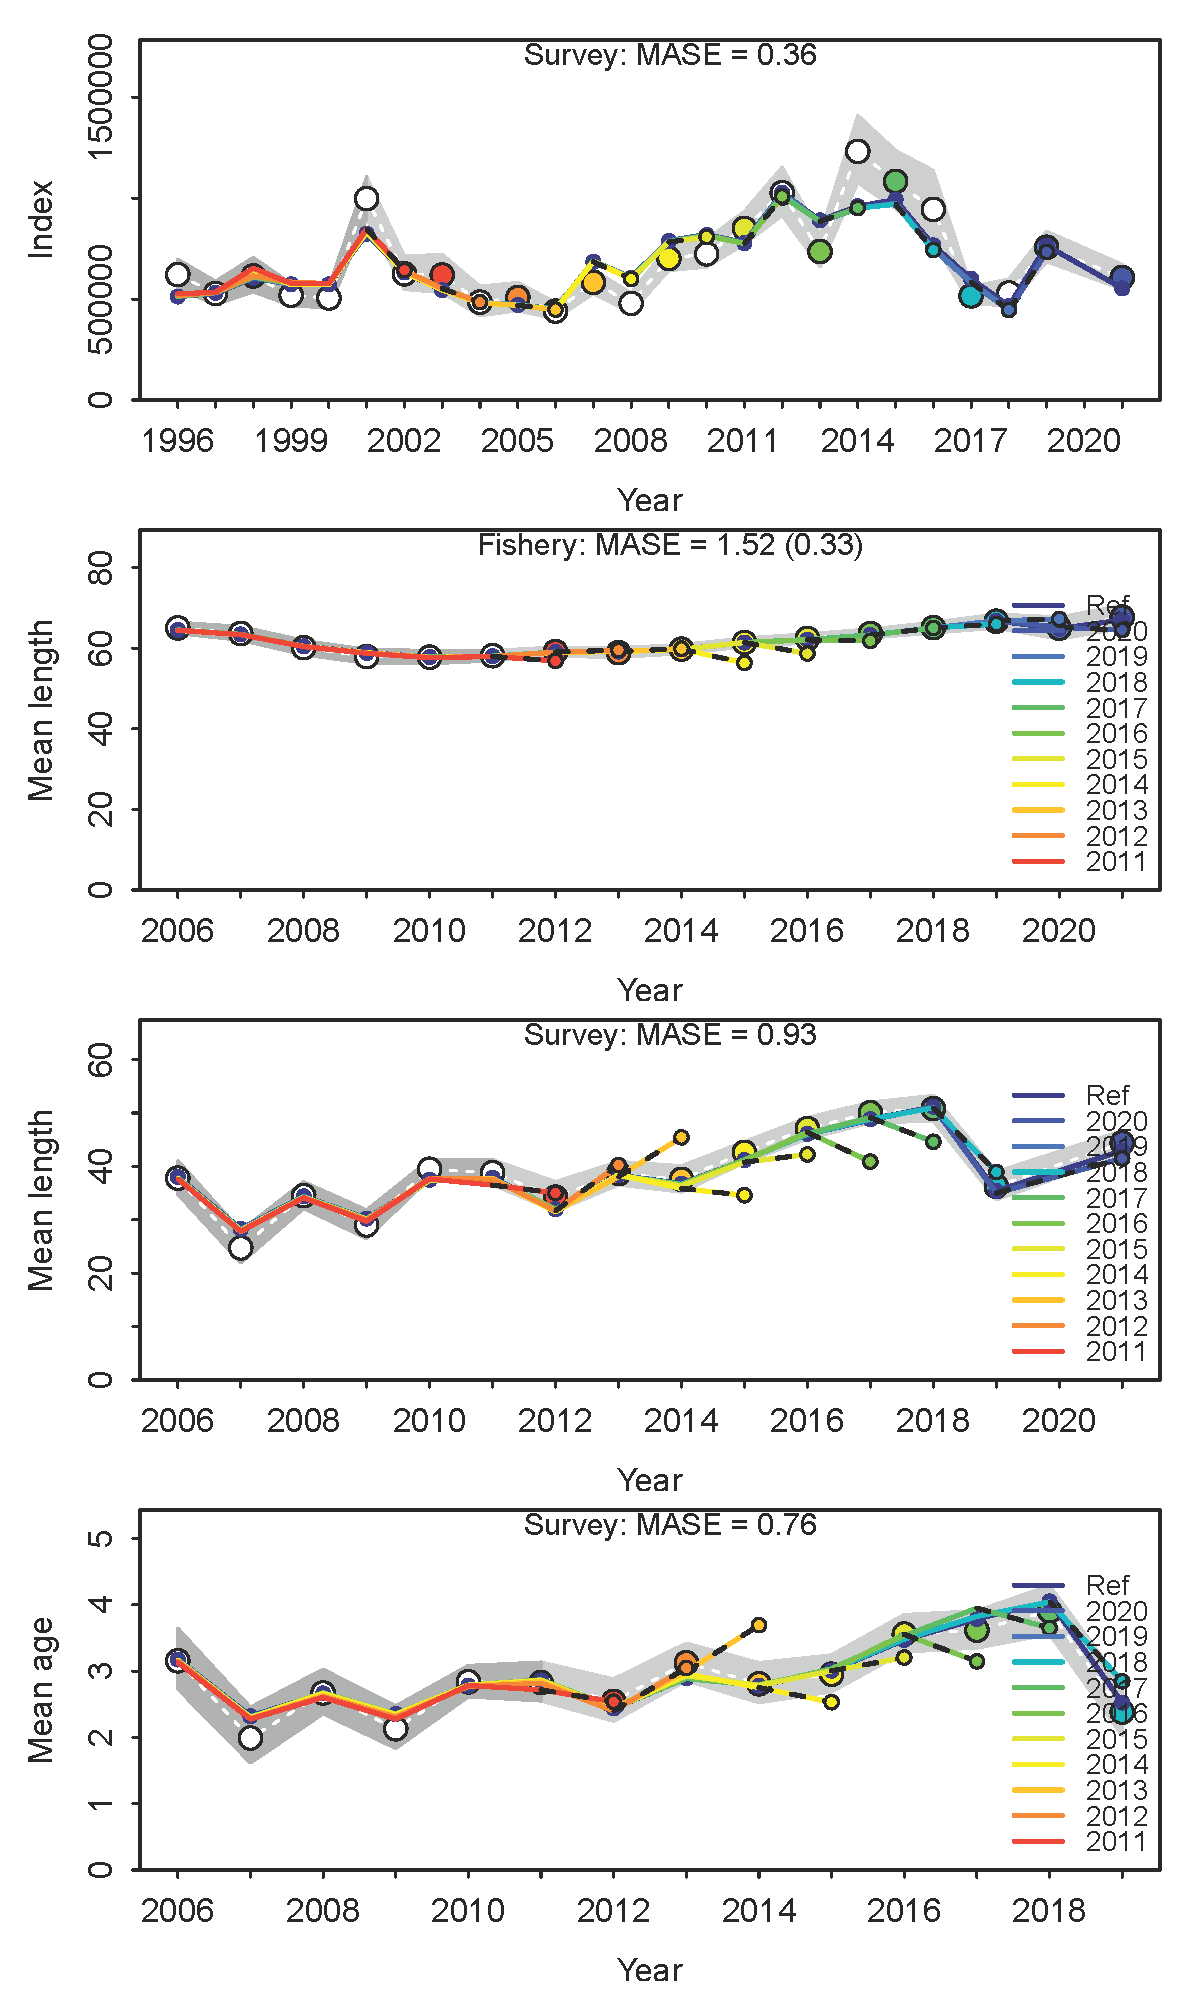 Survey: MASE = 0.36
Index
1500000
500000
0
1996 1999 2002 2005 2008 2011 2014 2017 2020
Year
Fishery: MASE = 1.52 (0.33)
Mean length
80
60
40
20
0
Ref
2020
2019
2018
2017
2016
2015
2014
2013
2012
2011
2006 2008 2010 2012 2014 2016 2018 2020
Year
Survey: MASE = 0.93
Mean length
60
40
20
0
Ref
2020
2019
2018
2017
2016
2015
2014
2013
2012
2011
2006 2008 2010 2012 2014 2016 2018 2020
Year
Survey: MASE = 0.76
Mean age
5
4
3
2
1
0
Ref
2020
2019
2018
2017
2016
2015
2014
2013
2012
2011
2006 2008 2010 2012 2014 2016 2018
Year